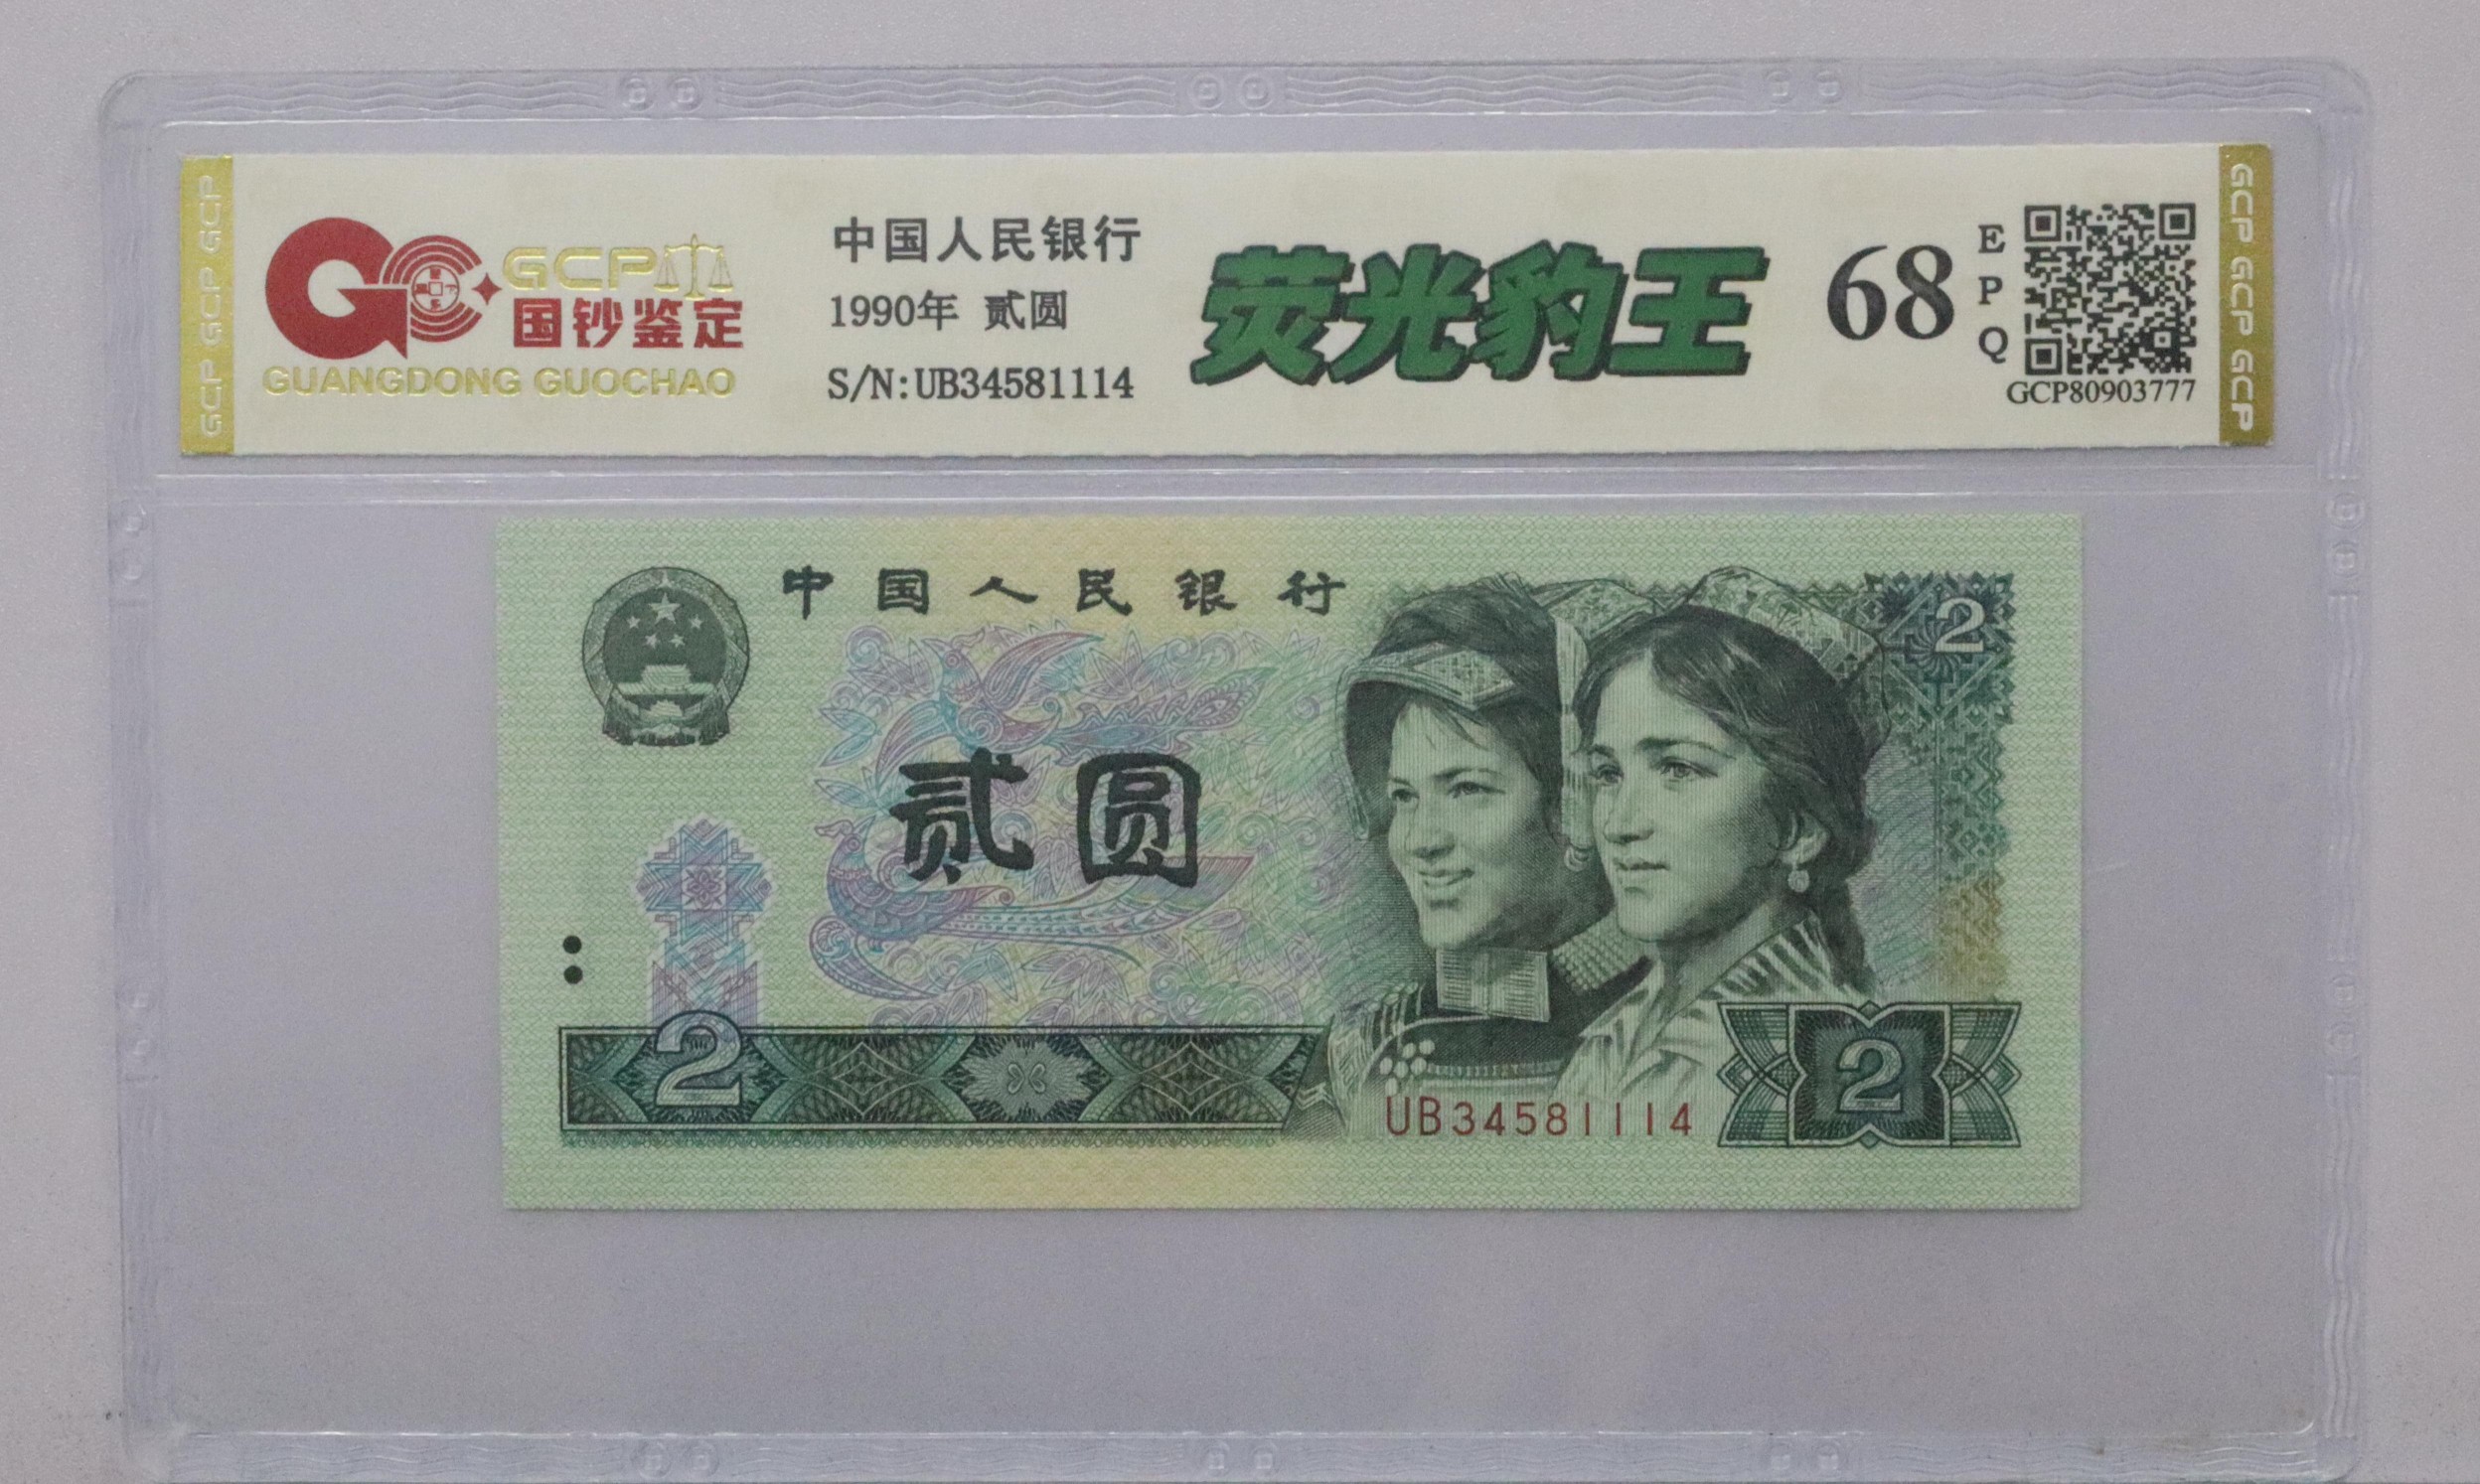 GCP GCP GCP
GCP
国钞鉴定
GUANGDONG GUOCHAO
中国人民银行
1990年 贰圆
S/N:UB34581114
荧光豹王
68
E
P
Q
GCP80903777
GCP GCP GCP
中国人民银行
2
贰圆
2
UB34581114
2